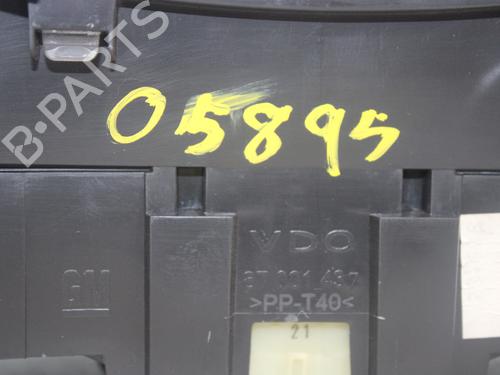 B-PARTS
05895
VDO
GM
>PP-T40<
21